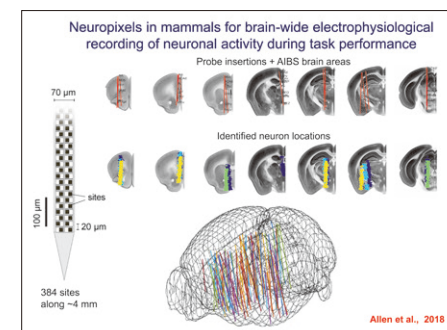 Neuropixels in mammals for brain-wide electrophysiological
recording of neuronal activity during task performance
Probe insertions + AIBS brain areas
70 µm
Identified neuron locations
sites
100 µm
20 µm
384 sites
along ~4 mm
Allen et al., 2018